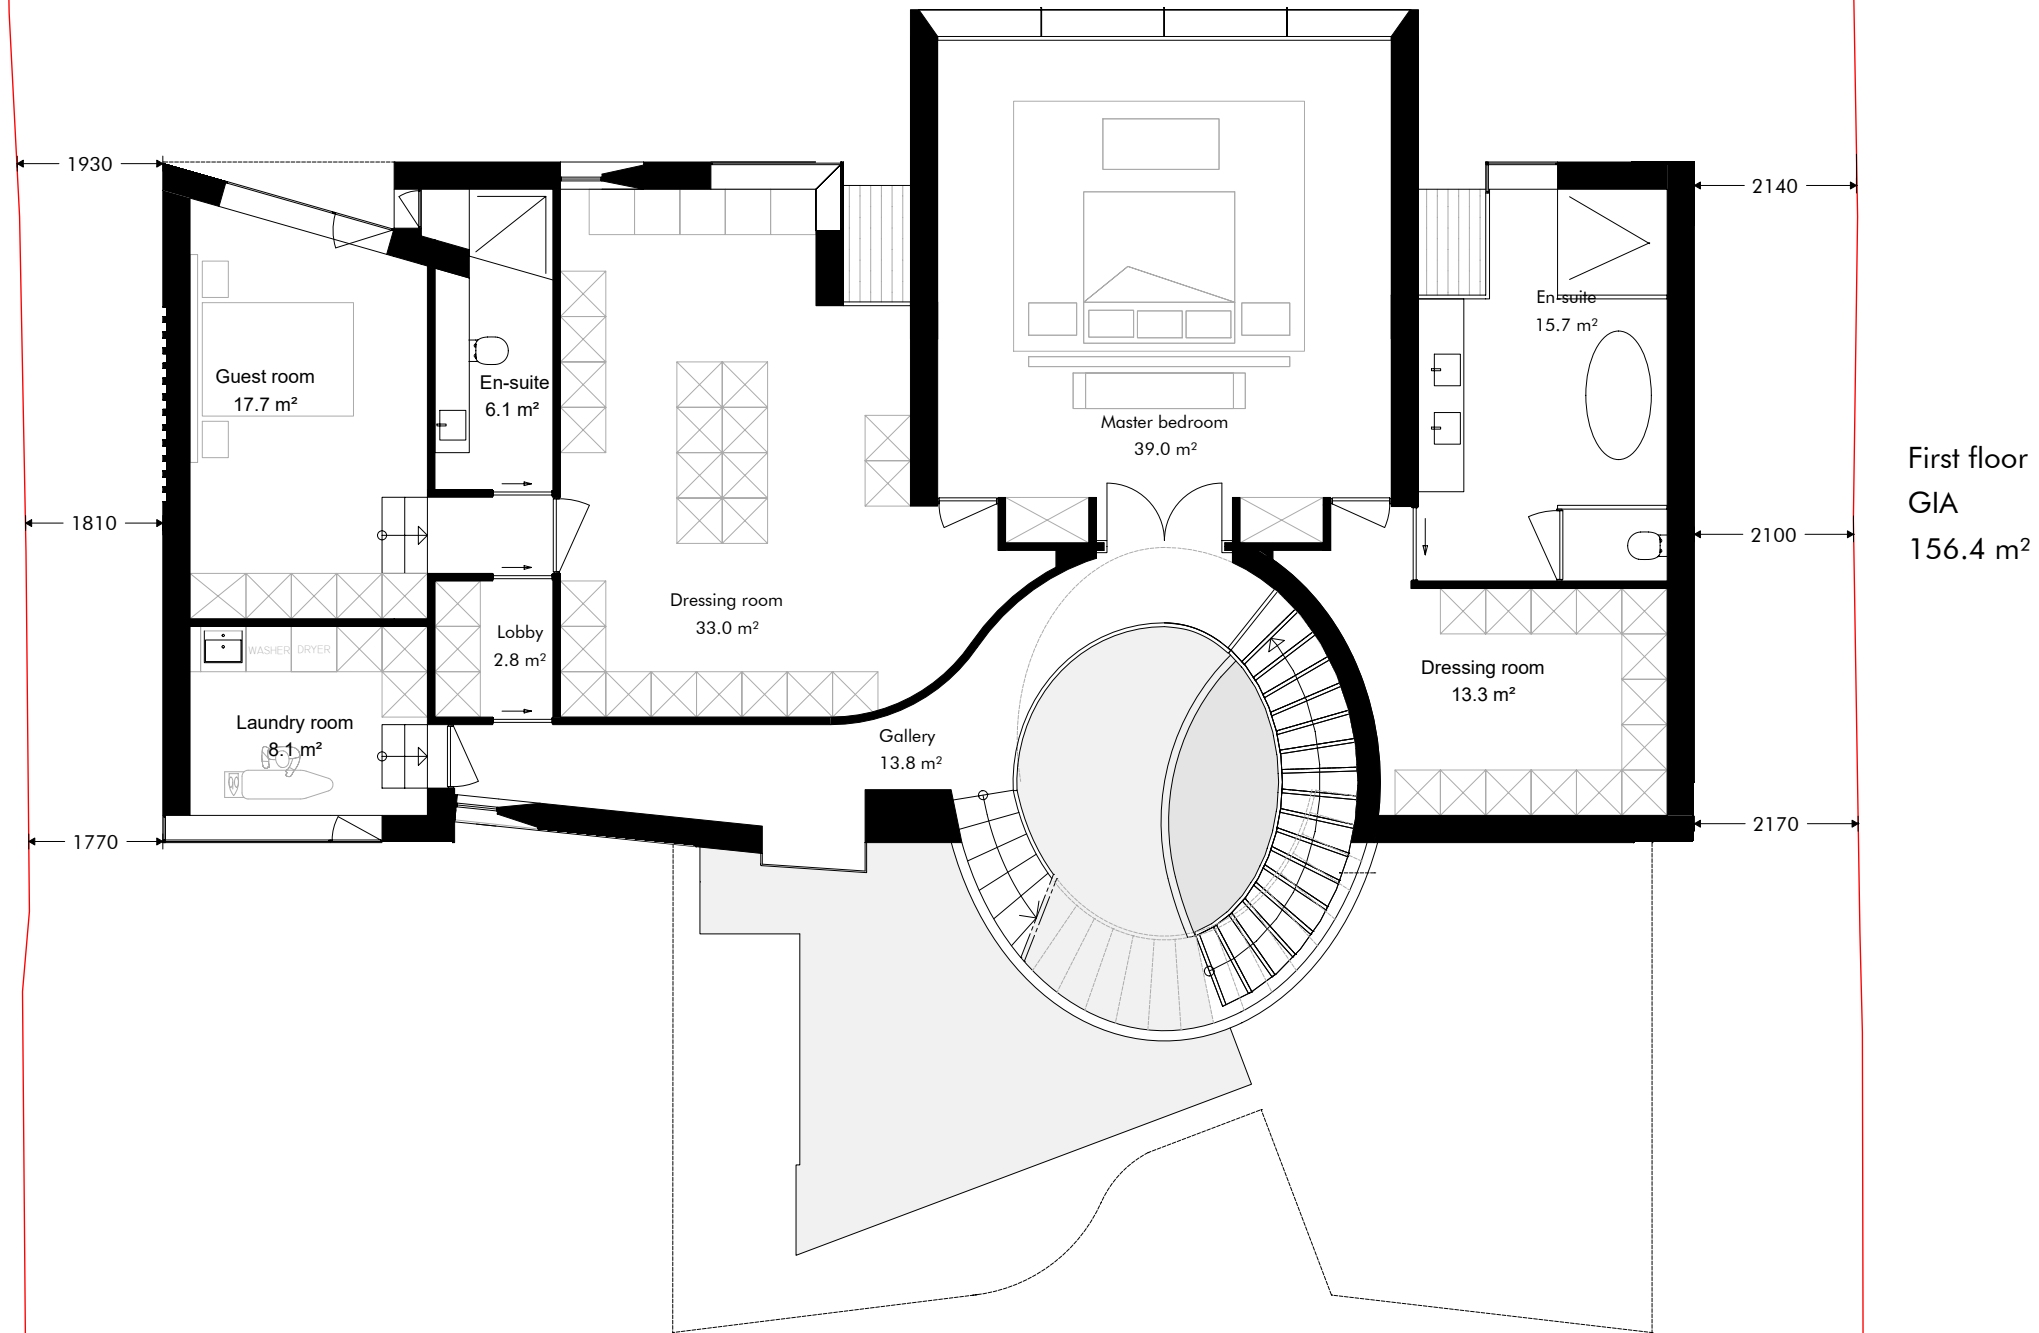 1930
2140
En-suite
15.7 m²
Guest room
17.7 m²
En-suite
6.1 m²
Master bedroom
39.0 m²
First floor
GIA
156.4 m²
1810
2100
Dressing room
33.0 m²
Lobby
2.8 m²
WASHER
DRYER
Dressing room
13.3 m²
Laundry room
8.1 m²
Gallery
13.8 m²
1770
2170